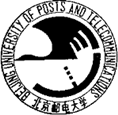 BEIJING UNIVERSITY OF POSTS AND TELECOMMUNICATIONS
北京邮电大学